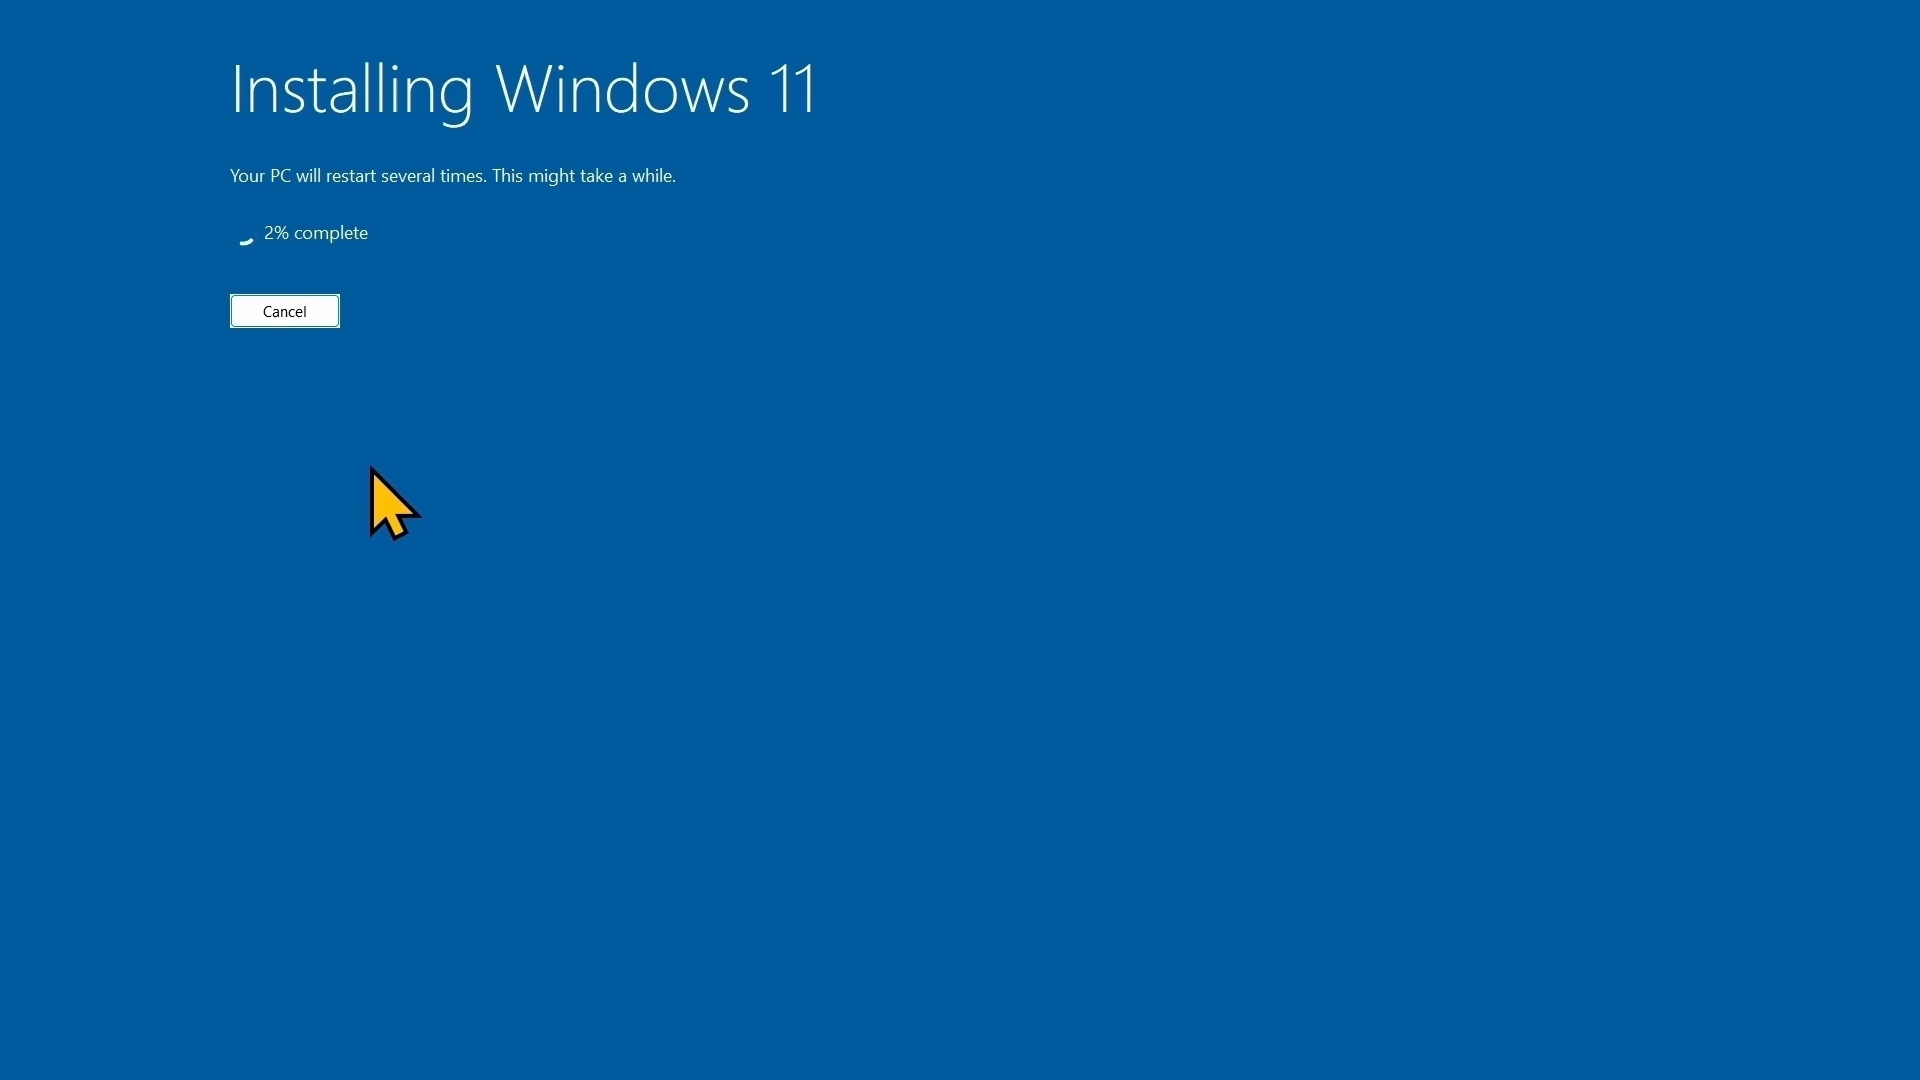 Installing Windows 11
Your PC will restart several times. This might take a while.
2% complete
Cancel